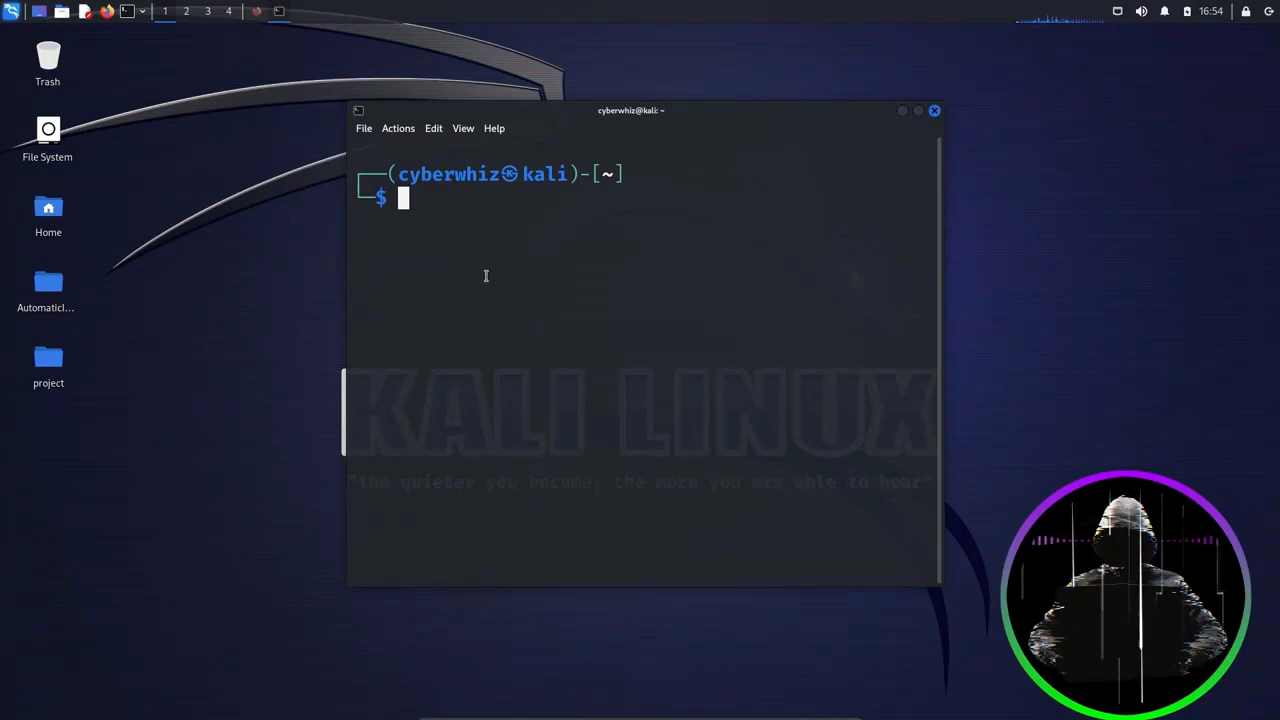 1 2 3 4
16:54
Trash
File System
Home
AutomaticI...
project
cyberwhiz@kali: ~
File Actions Edit View Help
┌──(cyberwhiz㉿kali)-[~]
└─$
KALI LINUX
"the quieter you become, the more you are able to hear"